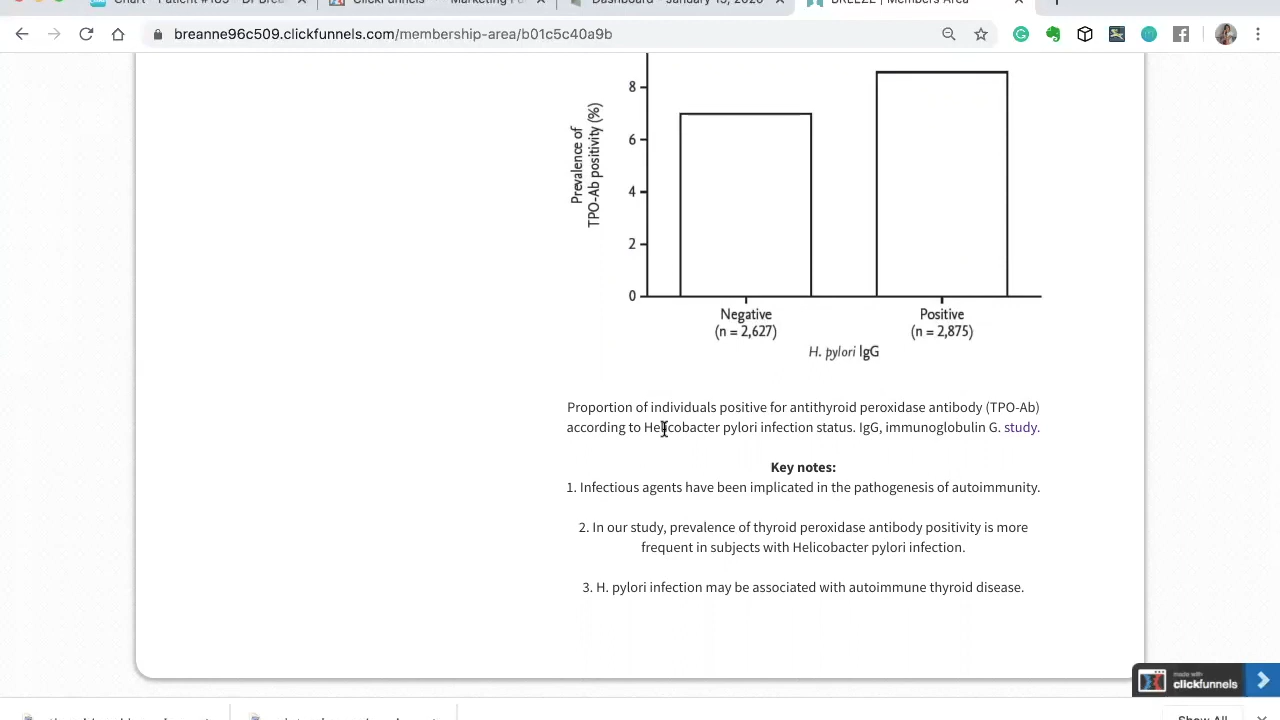 breanne96c509.clickfunnels.com/membership-area/b01c5c40a9b
Prevalence of
TPO-Ab positivity (%)
8
6
4
2
0
Negative
(n = 2,627)
Positive
(n = 2,875)
H. pylori IgG
Proportion of individuals positive for antithyroid peroxidase antibody (TPO-Ab)
according to Helicobacter pylori infection status. IgG, immunoglobulin G. study.
Key notes:
1. Infectious agents have been implicated in the pathogenesis of autoimmunity.
2. In our study, prevalence of thyroid peroxidase antibody positivity is more
frequent in subjects with Helicobacter pylori infection.
3. H. pylori infection may be associated with autoimmune thyroid disease.
made with
clickfunnels
Show All